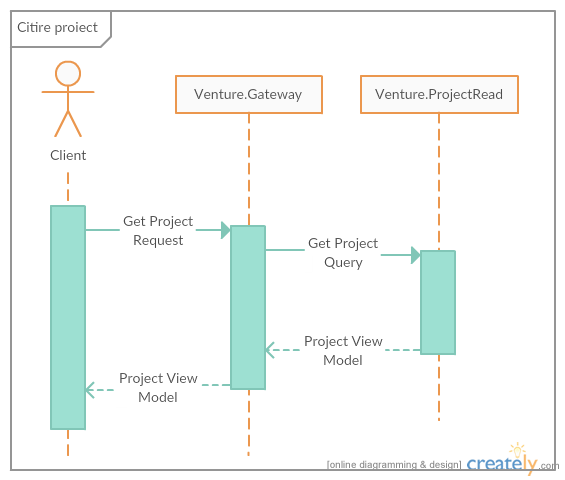 Citire proiect
Venture.Gateway
Venture.ProjectRead
Client
Get Project
Request
Get Project
Query
Project View
Model
Project View
Model
[online diagramming & design] creately.com